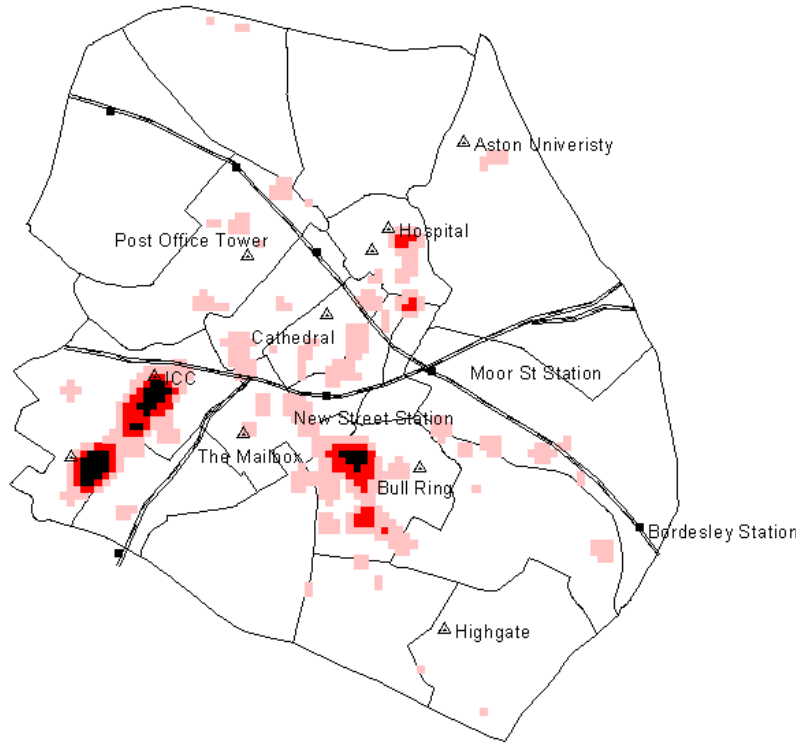 Aston Univeristy
Hospital
Post Office Tower
Cathedral
Moor St Station
ICC
New Street Station
The Mailbox
Bull Ring
Bordesley Station
Highgate